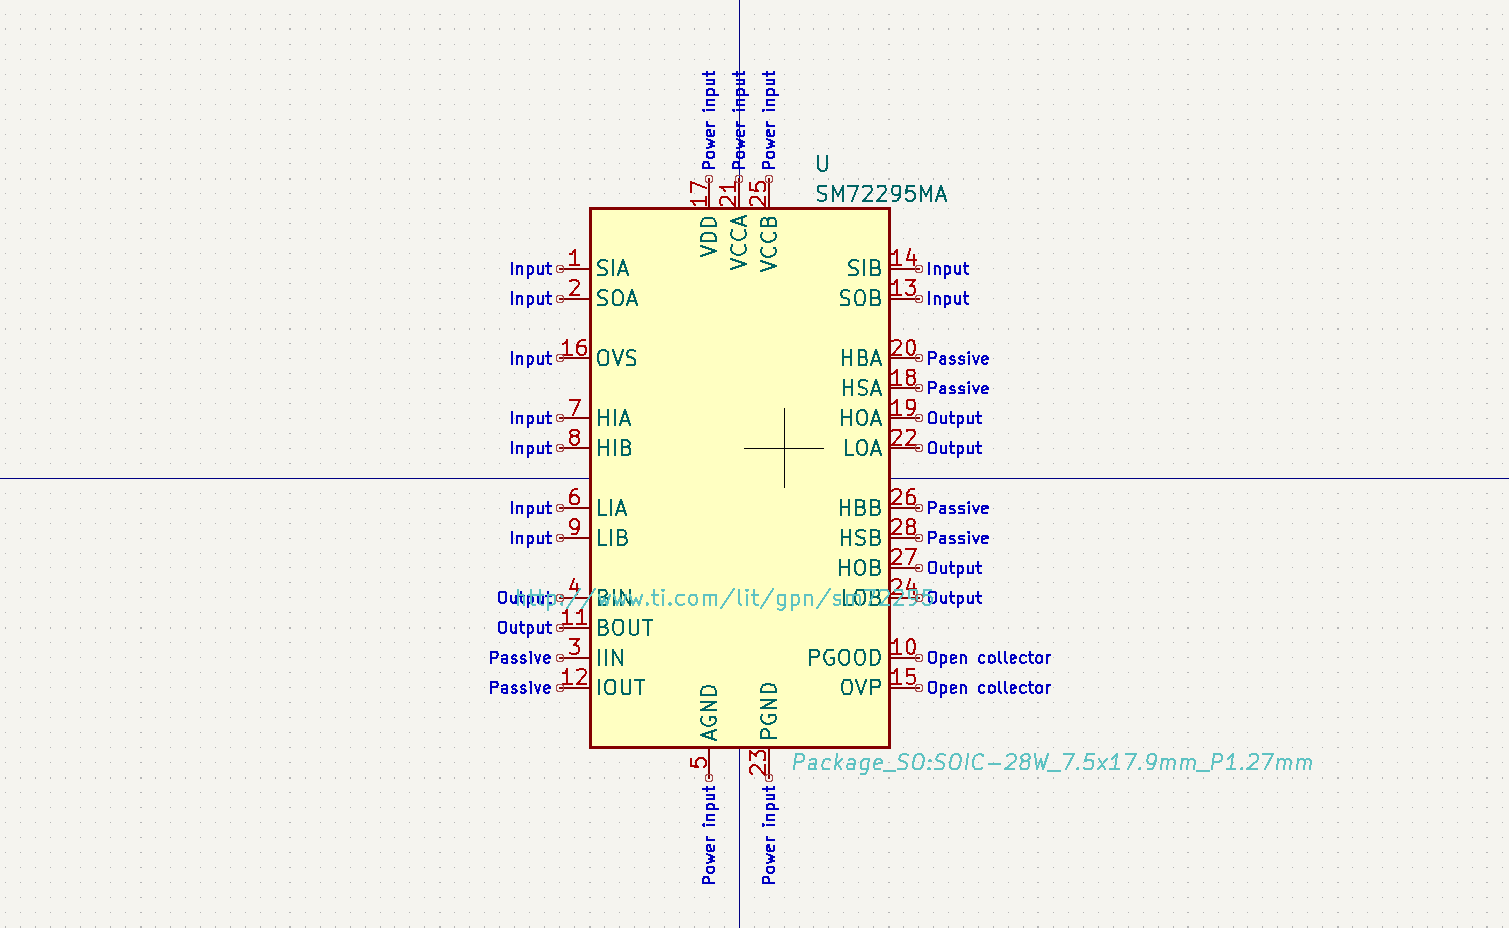 Power input
Power input
Power input
U
SM72295MA
17
21
25
VDD
VCCA
VCCB
Input 1 SIA
SIB 14 Input
Input 2 SOA
SOB 13 Input
Input 16 OVS
HBA 20 Passive
HSA 18 Passive
Input 7 HIA
HOA 19 Output
Input 8 HIB
LOA 22 Output
Input 6 LIA
HBB 26 Passive
Input 9 LIB
HSB 28 Passive
HOB 27 Output
Output 4 BIN
http://www.ti.com/lit/gpn/sm72295
LOB 24 Output
Output 11 BOUT
Passive 3 IIN
PGOOD 10 Open collector
Passive 12 IOUT
OVP 15 Open collector
AGND
PGND
5
23
Package_SO:SOIC-28W_7.5x17.9mm_P1.27mm
Power input
Power input